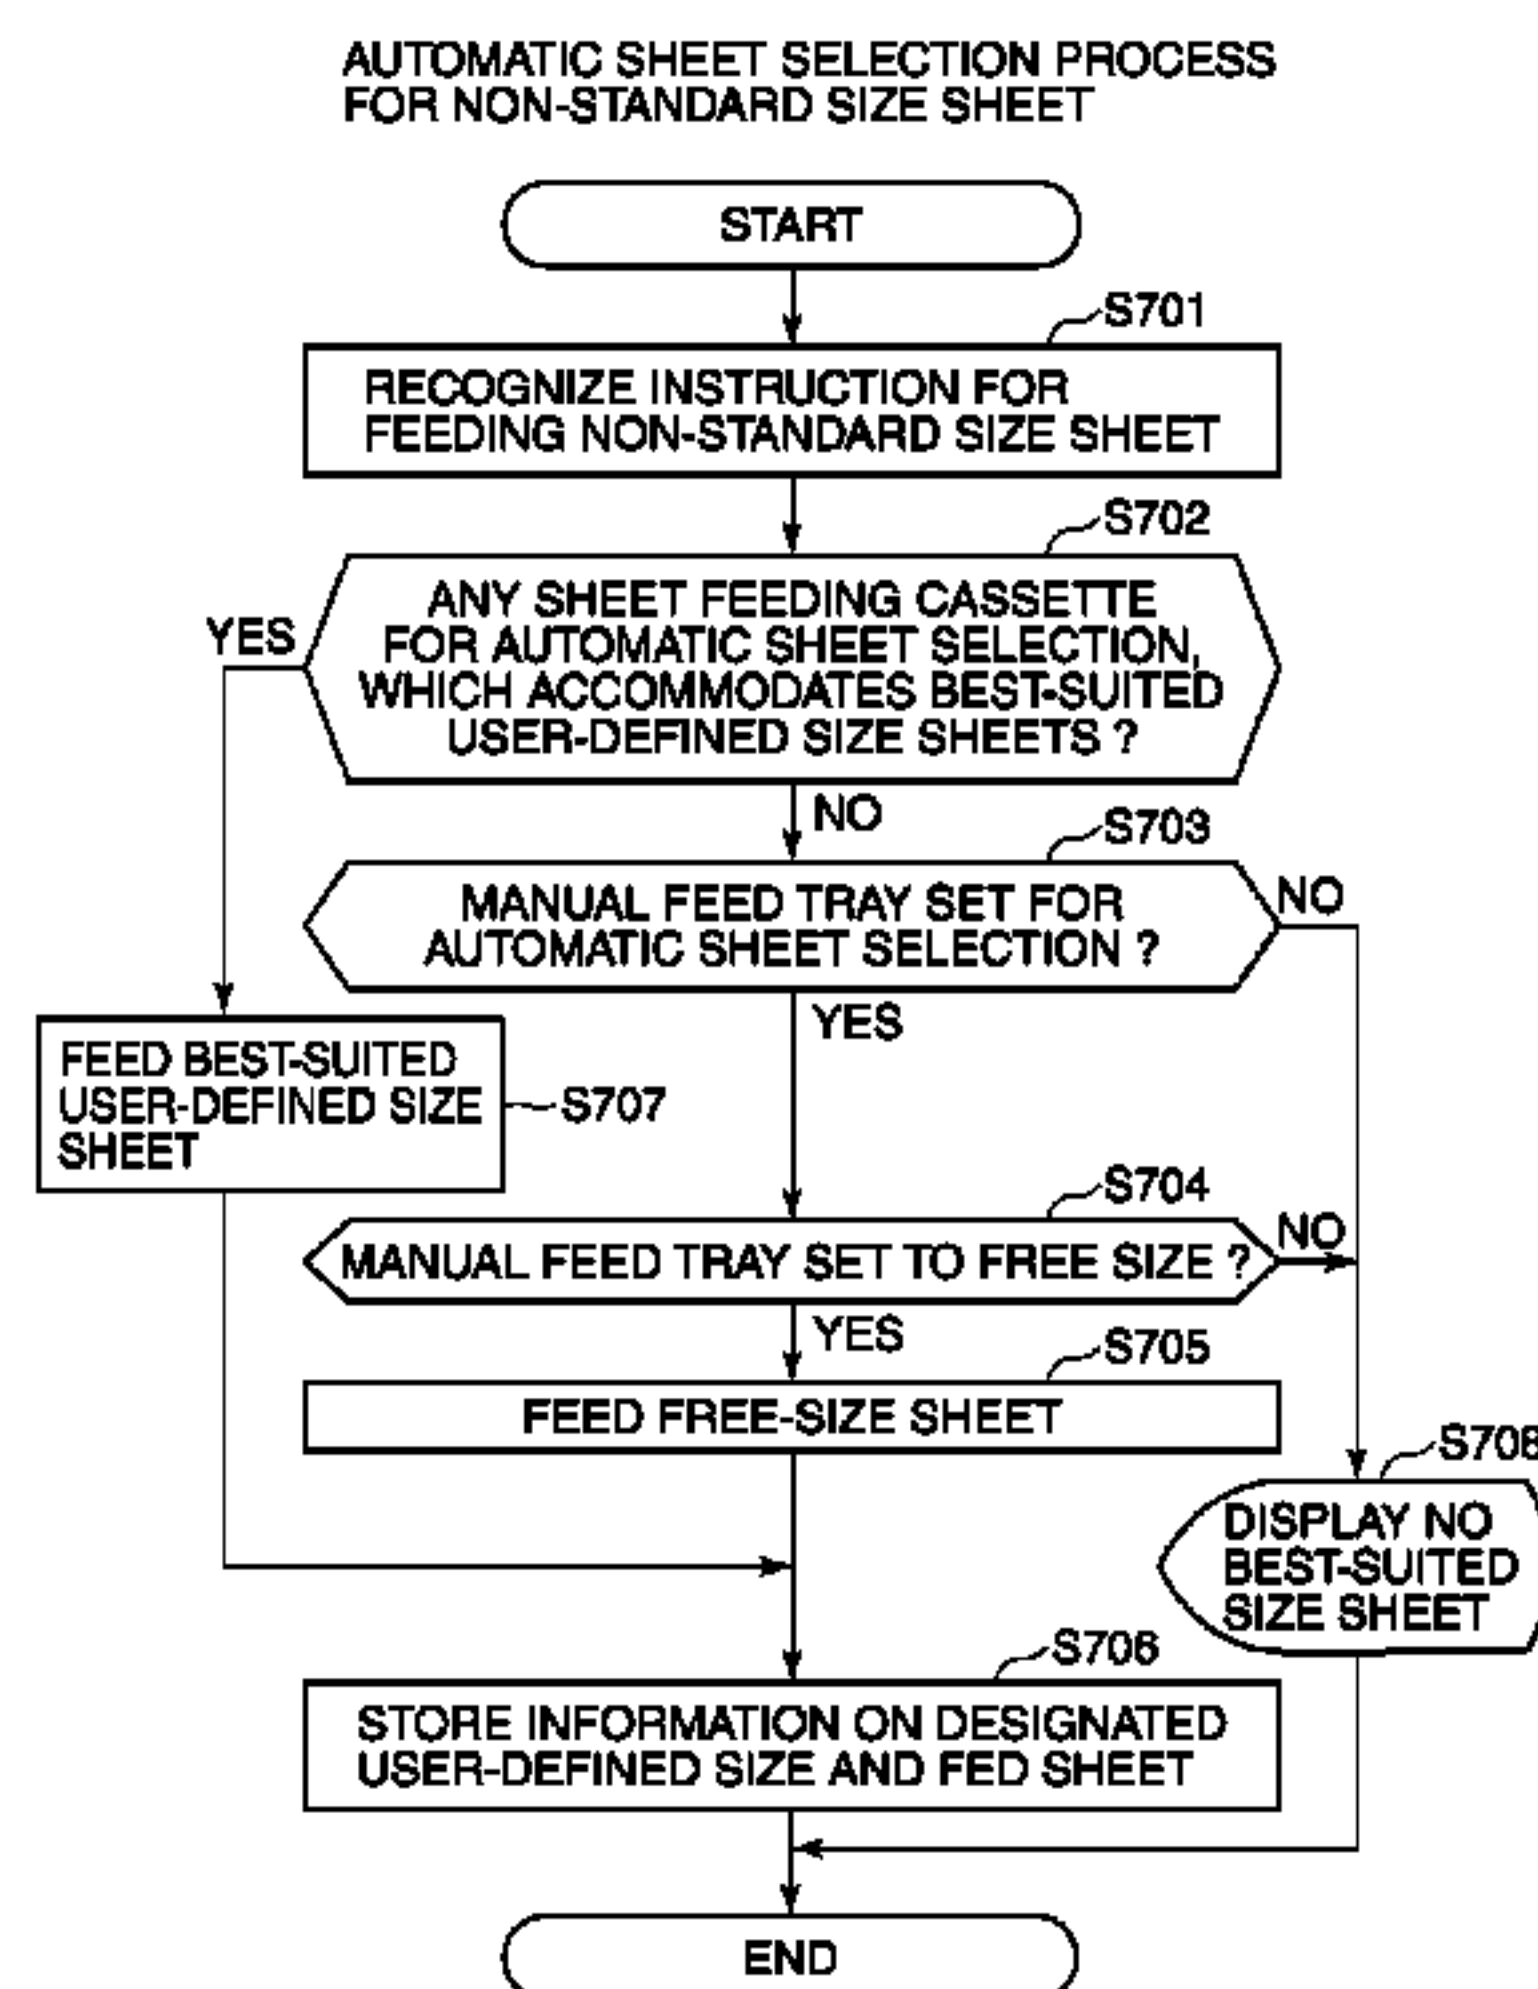 AUTOMATIC SHEET SELECTION PROCESS
FOR NON-STANDARD SIZE SHEET
START
S701
RECOGNIZE INSTRUCTION FOR
FEEDING NON-STANDARD SIZE SHEET
S702
ANY SHEET FEEDING CASSETTE
FOR AUTOMATIC SHEET SELECTION,
WHICH ACCOMMODATES BEST-SUITED
USER-DEFINED SIZE SHEETS ?
YES
NO
S703
MANUAL FEED TRAY SET FOR
AUTOMATIC SHEET SELECTION ?
NO
YES
FEED BEST-SUITED
USER-DEFINED SIZE
SHEET
S707
S704
MANUAL FEED TRAY SET TO FREE SIZE ?
NO
YES
S705
FEED FREE-SIZE SHEET
S708
DISPLAY NO
BEST-SUITED
SIZE SHEET
S706
STORE INFORMATION ON DESIGNATED
USER-DEFINED SIZE AND FED SHEET
END